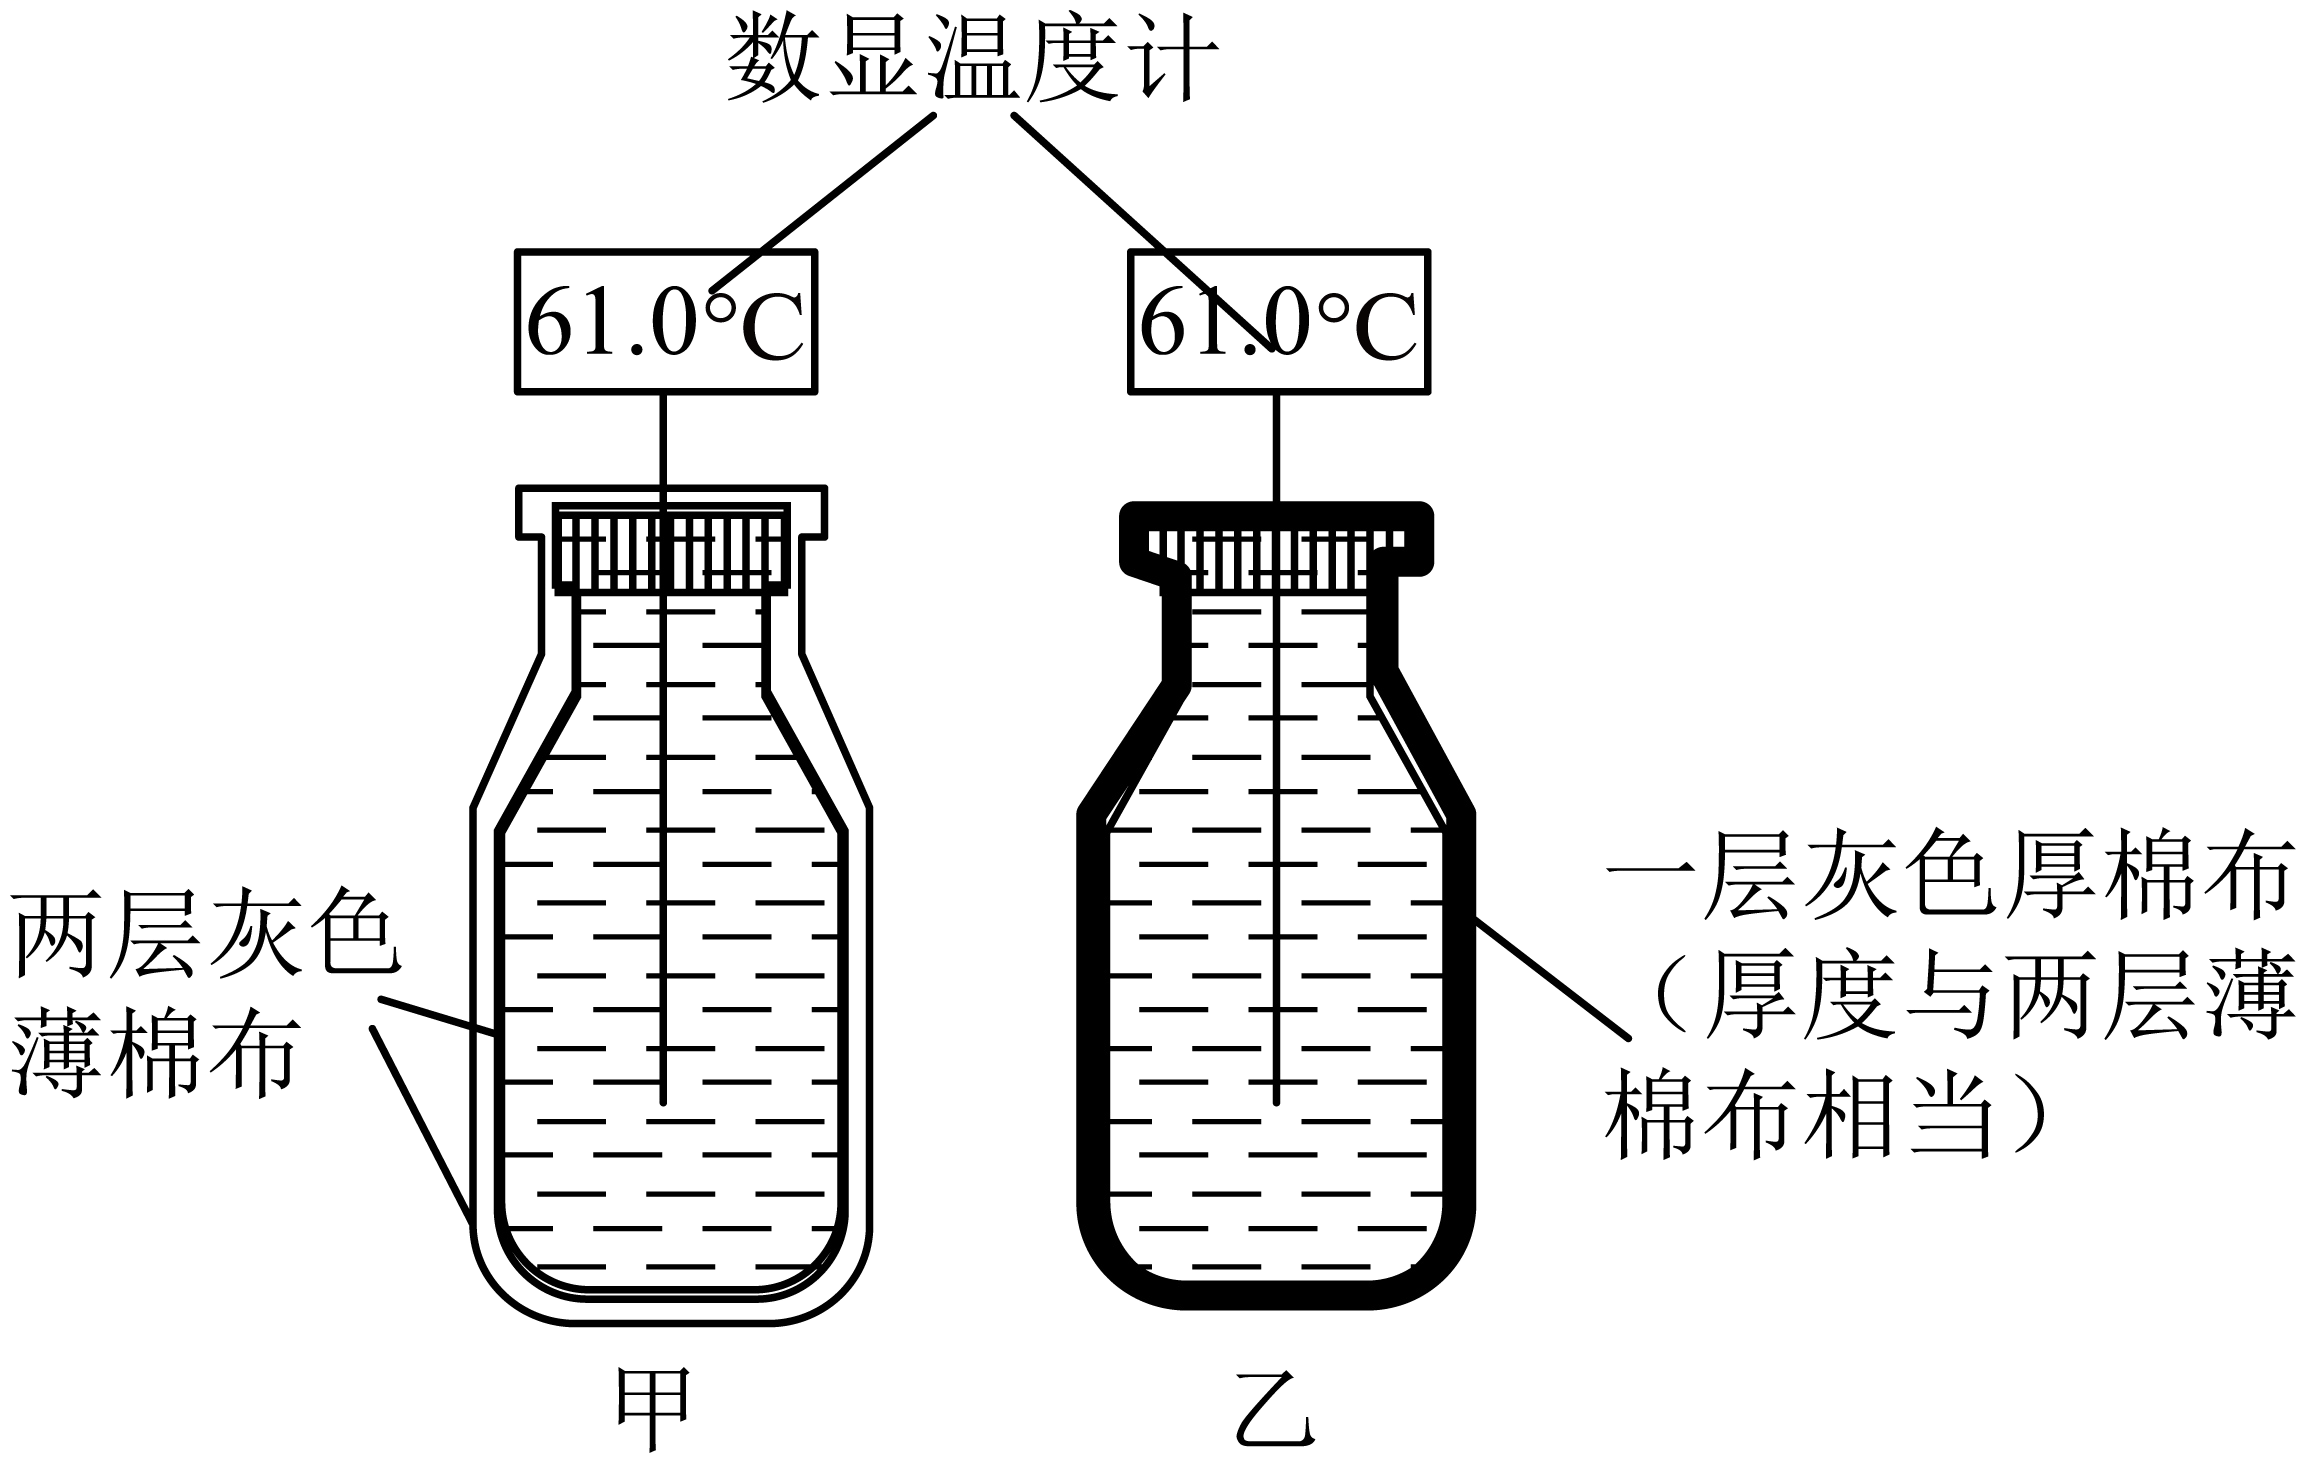 数显温度计
61.0°C
61.0°C
两层灰色
薄棉布
一层灰色厚棉布
（厚度与两层薄
棉布相当）
甲
乙